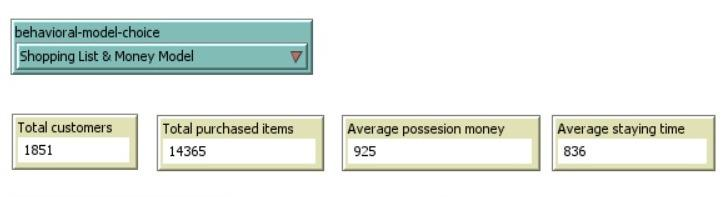 behavioral-model-choice
Shopping List & Money Model
Total customers
1851
Total purchased items
14365
Average possesion money
925
Average staying time
836